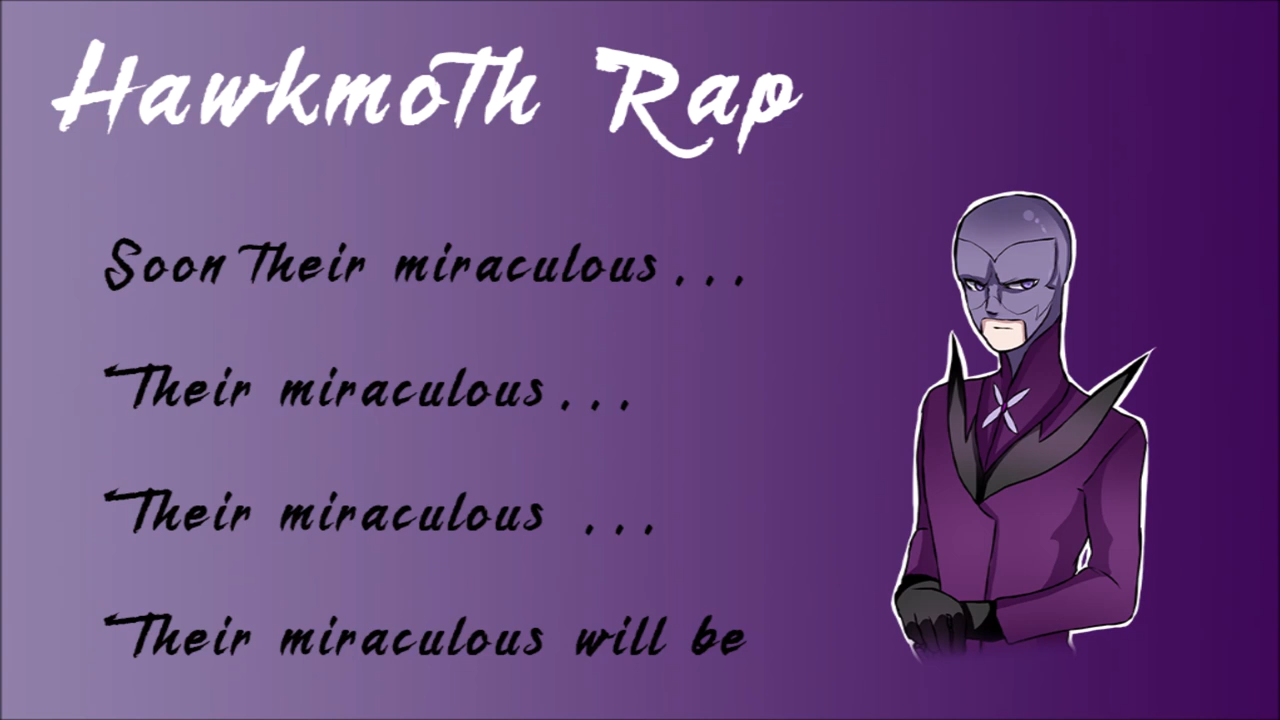 Hawkmoth Rap
Soon Their miraculous...
Their miraculous...
Their miraculous ...
Their miraculous will be